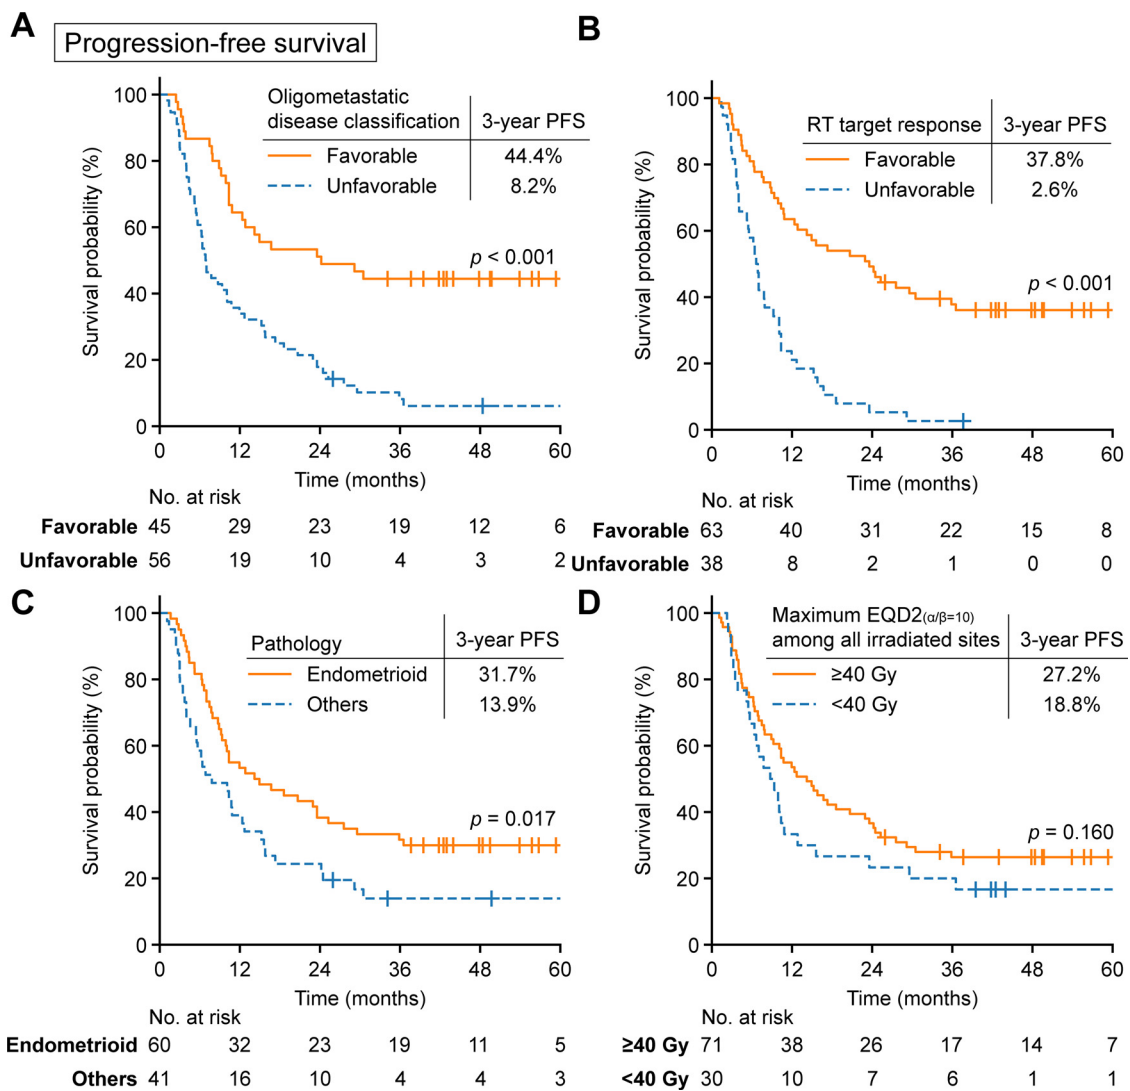 A
Progression-free survival
Survival probability (%)
100
80
60
40
20
0
0 12 24 36 48 60
Time (months)
Oligometastatic
disease classification 3-year PFS
Favorable 44.4%
Unfavorable 8.2%
p < 0.001
No. at risk
Favorable 45 29 23 19 12 6
Unfavorable 56 19 10 4 3 2
B
Survival probability (%)
100
80
60
40
20
0
0 12 24 36 48 60
Time (months)
RT target response 3-year PFS
Favorable 37.8%
Unfavorable 2.6%
p < 0.001
No. at risk
Favorable 63 40 31 22 15 8
Unfavorable 38 8 2 1 0 0
C
Survival probability (%)
100
80
60
40
20
0
0 12 24 36 48 60
Time (months)
Pathology 3-year PFS
Endometrioid 31.7%
Others 13.9%
p = 0.017
No. at risk
Endometrioid 60 32 23 19 11 5
Others 41 16 10 4 4 3
D
Survival probability (%)
100
80
60
40
20
0
0 12 24 36 48 60
Time (months)
Maximum EQD2(α/β=10)
among all irradiated sites 3-year PFS
≥40 Gy 27.2%
<40 Gy 18.8%
p = 0.160
No. at risk
≥40 Gy 71 38 26 17 14 7
<40 Gy 30 10 7 6 1 1